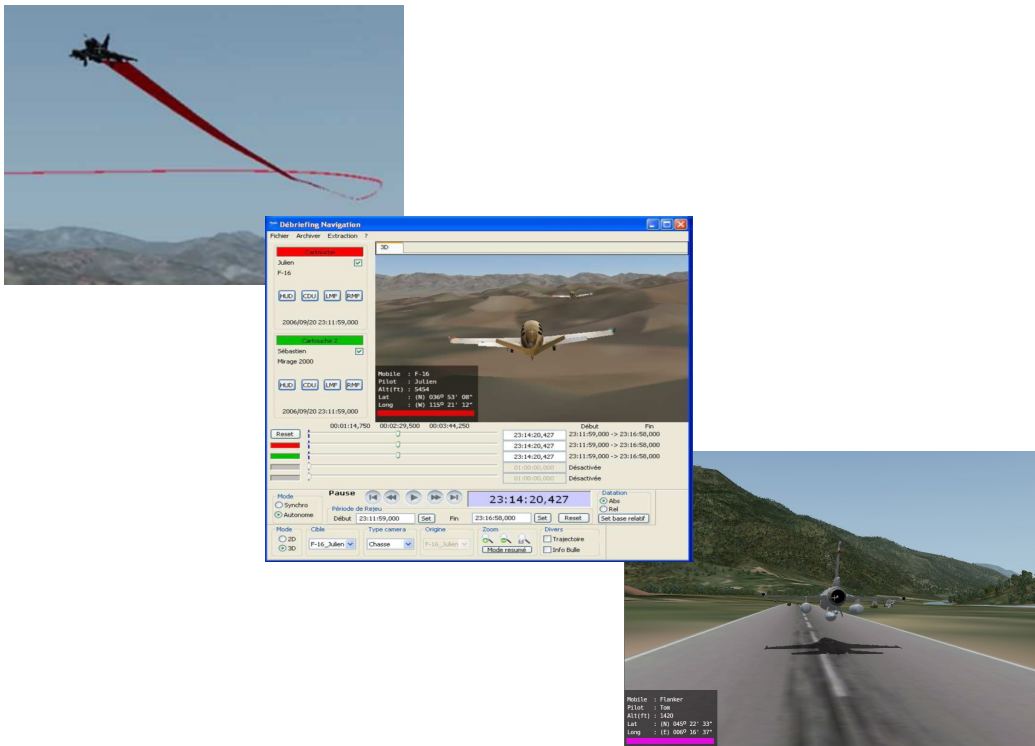 Débriefing Navigation
Fichier Archiver Extraction ?
Cartouche
Julien
F-16
HUD CDU LMF RMF
2006/09/20 23:11:59,000
Cartouche 2
Sébastien
Mirage 2000
HUD CDU LMF RMF
2006/09/20 23:11:59,000
3D
Mobile : F-16
Pilot : Julien
Alt(ft) : 5454
Lat : (N) 036º 53' 08"
Long : (W) 115º 21' 12"
00:01:14,750 00:02:29,500 00:03:44,250 Début Fin
Reset 23:14:20,427 23:11:59,000 -> 23:16:58,000
23:14:20,427 23:11:59,000 -> 23:16:58,000
23:14:20,427 23:11:59,000 -> 23:16:58,000
01:00:00,000 Désactivée
01:00:00,000 Désactivée
Mode
Synchro
Autonome
Pause
23:14:20,427
Période de Rejeu
Début 23:11:59,000 Set Fin 23:16:58,000 Set Reset
Datation
Abs
Rel
Set base relatif
Mode
2D
3D
Cible
F-16_Julien
Type camera
Chasse
Origine
F-16_Julien
Zoom
Mode resumé
Divers
Trajectoire
Info Bulle
Mobile : Flanker
Pilot : Tom
Alt(ft) : 1420
Lat : (N) 045º 22' 33"
Long : (E) 006º 16' 37"